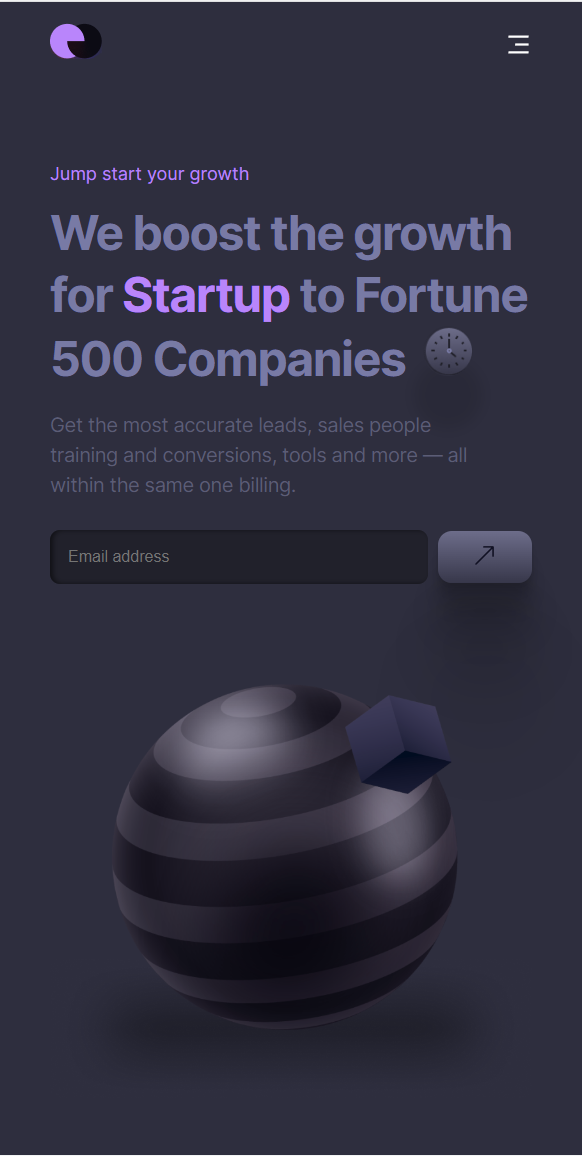 Jump start your growth
We boost the growth
for Startup to Fortune
500 Companies
Get the most accurate leads, sales people
training and conversions, tools and more — all
within the same one billing.
Email address